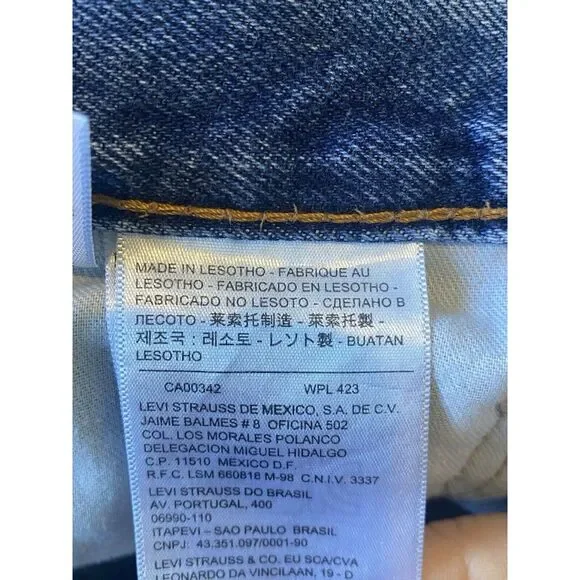 MADE IN LESOTHO - FABRIQUE AU
LESOTHO - FABRICADO EN LESOTHO -
FABRICADO NO LESOTO - СДЕЛАНО В
ЛЕСОТО - 莱索托制造 - 萊索托製 -
제조국 : 레소토 - レソト製 - BUATAN
LESOTHO
CA00342 WPL 423
LEVI STRAUSS DE MEXICO, S.A. DE C.V.
JAIME BALMES # 8 OFICINA 502
COL. LOS MORALES POLANCO
DELEGACION MIGUEL HIDALGO
C.P. 11510 MEXICO D.F.
R.F.C. LSM 660818 M-98 C.N.I.V. 3337
LEVI STRAUSS DO BRASIL
AV. PORTUGAL, 400
06990-110
ITAPEVI – SAO PAULO BRASIL
CNPJ: 43.351.097/0001-90
LEVI STRAUSS & CO. EU SCA/CVA
LEONARDO DA VINCILAAN, 19 - D